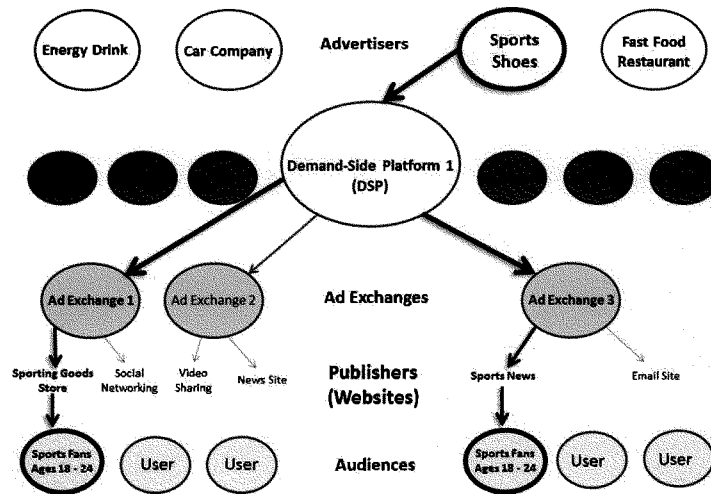 Energy Drink
Car Company
Advertisers
Sports
Shoes
Fast Food
Restaurant
Demand-Side Platform 1
(DSP)
Ad Exchange 1
Ad Exchange 2
Ad Exchanges
Ad Exchange 3
Sporting Goods
Store
Social
Networking
Video
Sharing
News Site
Publishers
(Websites)
Sports News
Email Site
Sports Fans
Ages 18 - 24
User
User
Audiences
Sports Fans
Ages 18 - 24
User
User